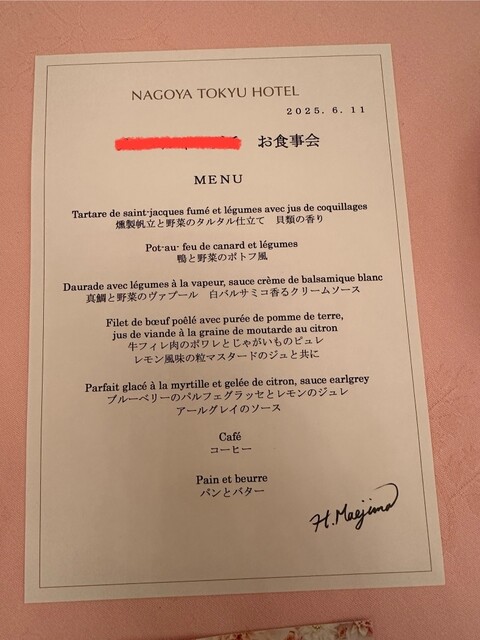 NAGOYA TOKYU HOTEL
2025. 6. 11
お食事会
MENU
Tartare de saint-jacques fumé et légumes avec jus de coquillages
燻製帆立と野菜のタルタル仕立て 貝類の香り
Pot-au- feu de canard et légumes
鴨と野菜のポトフ風
Daurade avec légumes à la vapeur, sauce crème de balsamique blanc
真鯛と野菜のヴァプール 白バルサミコ香るクリームソース
Filet de bœuf poêlé avec purée de pomme de terre,
jus de viande à la graine de moutarde au citron
牛フィレ肉のポワレとじゃがいものピュレ
レモン風味の粒マスタードのジュと共に
Parfait glacé à la myrtille et gelée de citron, sauce earlgrey
ブルーベリーのパルフェグラッセとレモンのジュレ
アールグレイのソース
Café
コーヒー
Pain et beurre
パンとバター
H. Maejima